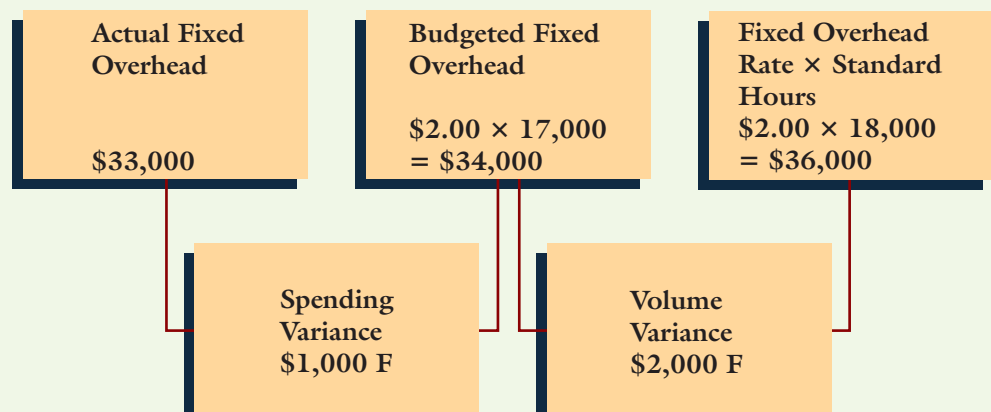 Actual Fixed
Overhead
$33,000
Budgeted Fixed
Overhead
$2.00 × 17,000
= $34,000
Fixed Overhead
Rate × Standard
Hours
$2.00 × 18,000
= $36,000
Spending
Variance
$1,000 F
Volume
Variance
$2,000 F